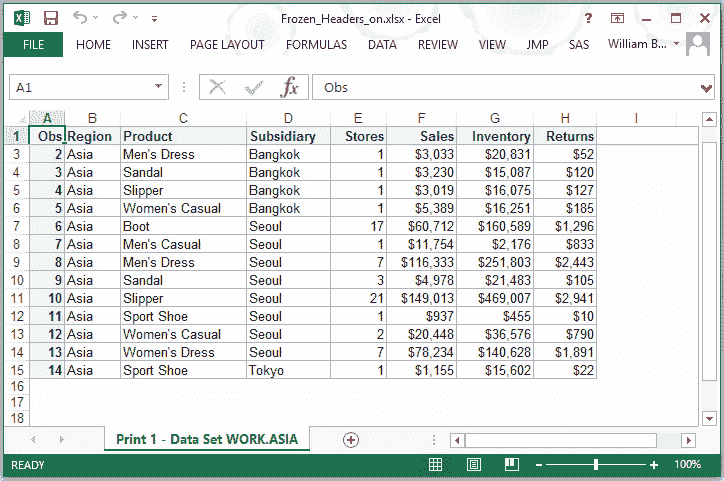 Frozen_Headers_on.xlsx - Excel
?
FILE HOME INSERT PAGE LAYOUT FORMULAS DATA REVIEW VIEW JMP SAS William B...
A1 fx Obs
A B C D E F G H I
1 Obs Region Product Subsidiary Stores Sales Inventory Returns
3 2 Asia Men's Dress Bangkok 1 $3,033 $20,831 $52
4 3 Asia Sandal Bangkok 1 $3,230 $15,087 $120
5 4 Asia Slipper Bangkok 1 $3,019 $16,075 $127
6 5 Asia Women's Casual Bangkok 1 $5,389 $16,251 $185
7 6 Asia Boot Seoul 17 $60,712 $160,589 $1,296
8 7 Asia Men's Casual Seoul 1 $11,754 $2,176 $833
9 8 Asia Men's Dress Seoul 7 $116,333 $251,803 $2,443
10 9 Asia Sandal Seoul 3 $4,978 $21,483 $105
11 10 Asia Slipper Seoul 21 $149,013 $469,007 $2,941
12 11 Asia Sport Shoe Seoul 1 $937 $455 $10
13 12 Asia Women's Casual Seoul 2 $20,448 $36,576 $790
14 13 Asia Women's Dress Seoul 7 $78,234 $140,628 $1,891
15 14 Asia Sport Shoe Tokyo 1 $1,155 $15,602 $22
16
17
18
Print 1 - Data Set WORK.ASIA
READY 100%